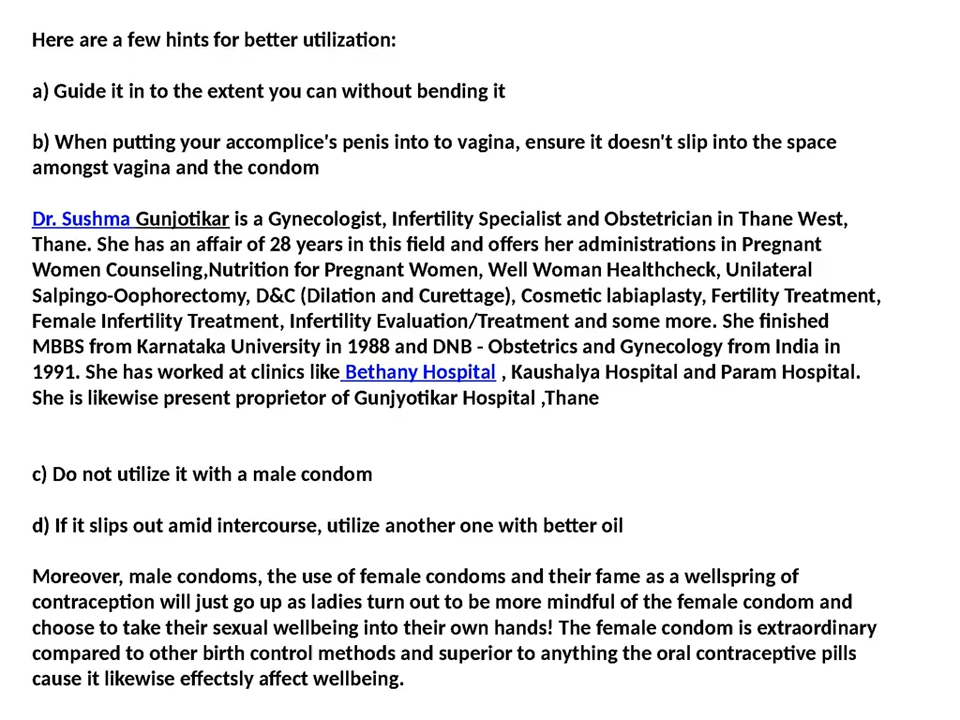 Here are a few hints for better utilization:
a) Guide it in to the extent you can without bending it
b) When putting your accomplice's penis into to vagina, ensure it doesn't slip into the space
amongst vagina and the condom
Dr. Sushma Gunjotikar is a Gynecologist, Infertility Specialist and Obstetrician in Thane West,
Thane. She has an affair of 28 years in this field and offers her administrations in Pregnant
Women Counseling,Nutrition for Pregnant Women, Well Woman Healthcheck, Unilateral
Salpingo-Oophorectomy, D&C (Dilation and Curettage), Cosmetic labiaplasty, Fertility Treatment,
Female Infertility Treatment, Infertility Evaluation/Treatment and some more. She finished
MBBS from Karnataka University in 1988 and DNB - Obstetrics and Gynecology from India in
1991. She has worked at clinics like Bethany Hospital , Kaushalya Hospital and Param Hospital.
She is likewise present proprietor of Gunjyotikar Hospital ,Thane
c) Do not utilize it with a male condom
d) If it slips out amid intercourse, utilize another one with better oil
Moreover, male condoms, the use of female condoms and their fame as a wellspring of
contraception will just go up as ladies turn out to be more mindful of the female condom and
choose to take their sexual wellbeing into their own hands! The female condom is extraordinary
compared to other birth control methods and superior to anything the oral contraceptive pills
cause it likewise effectsly affect wellbeing.